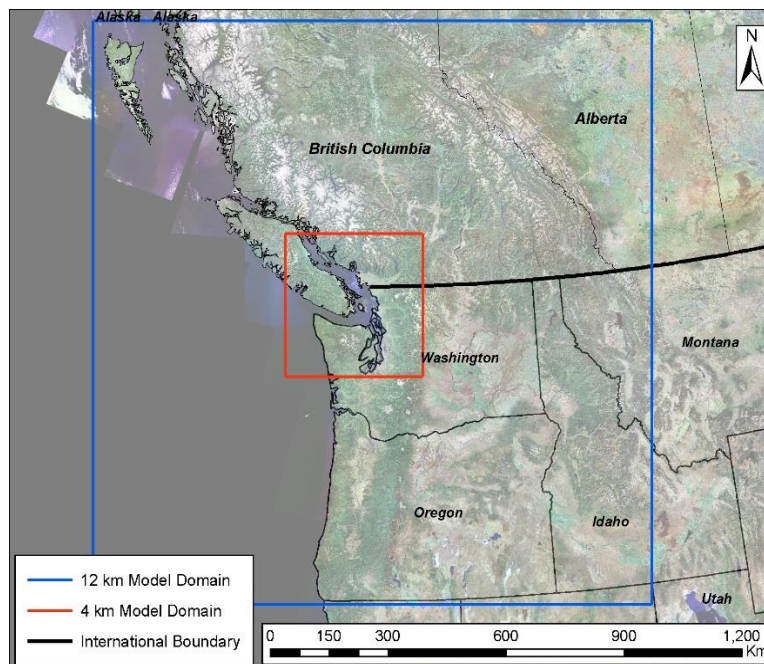 Alaska Alaska
N
Alberta
British Columbia
Montana
Washington
Oregon
Idaho
Utah
12 km Model Domain
4 km Model Domain
International Boundary
0 150 300 600 900 1,200
Km